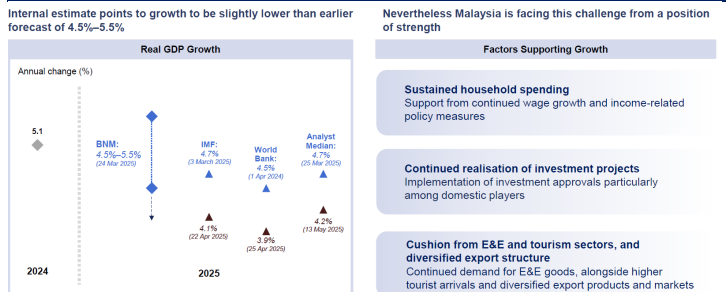 Internal estimate points to growth to be slightly lower than earlier
forecast of 4.5%–5.5%
Real GDP Growth
Annual change (%)
5.1
BNM:
4.5%–5.5%
(24 Mar 2025)
IMF:
4.7%
(3 March 2025)
World
Bank:
4.5%
(1 Apr 2024)
Analyst
Median:
4.7%
(25 Mar 2025)
4.1%
(22 Apr 2025)
3.9%
(25 Apr 2025)
4.2%
(13 May 2025)
2024
2025
Nevertheless Malaysia is facing this challenge from a position
of strength
Factors Supporting Growth
Sustained household spending
Support from continued wage growth and income-related
policy measures
Continued realisation of investment projects
Implementation of investment approvals particularly
among domestic players
Cushion from E&E and tourism sectors, and
diversified export structure
Continued demand for E&E goods, alongside higher
tourist arrivals and diversified export products and markets